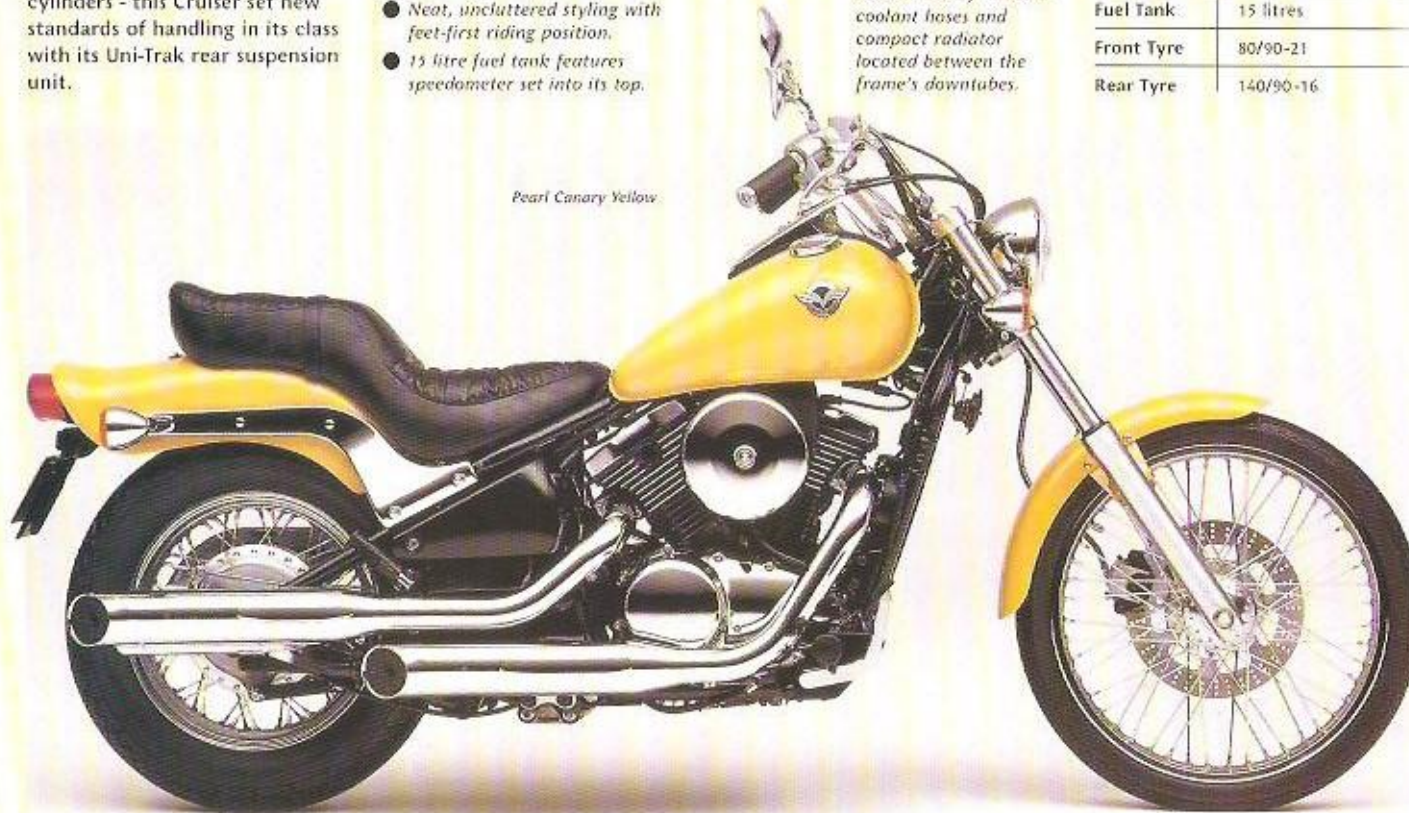 cylinders - this Cruiser set new
standards of handling in its class
with its Uni-Trak rear suspension
unit.
● Neat, uncluttered styling with
feet-first riding position.
● 15 litre fuel tank features
speedometer set into its top.
coolant hoses and
compact radiator
located between the
frame's downtubes.
Fuel Tank 15 litres
Front Tyre 80/90-21
Rear Tyre 140/90-16
Pearl Canary Yellow